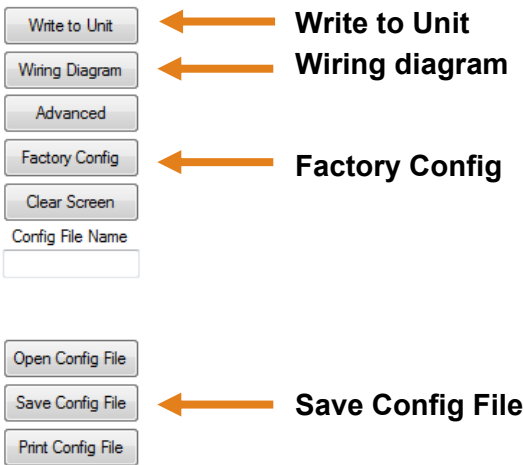 Write to Unit
Write to Unit
Wiring Diagram
Wiring diagram
Advanced
Factory Config
Factory Config
Clear Screen
Config File Name
Open Config File
Save Config File
Save Config File
Print Config File